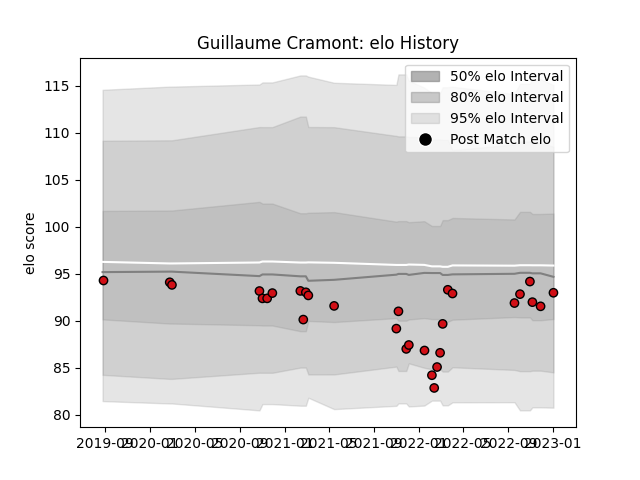 Guillaume Cramont: elo History
50% elo Interval
80% elo Interval
95% elo Interval
Post Match elo
elo score
115
110
105
100
95
90
85
80
2019-09 2020-01 2020-05 2020-09 2021-01 2021-05 2021-09 2022-01 2022-05 2022-09 2023-01